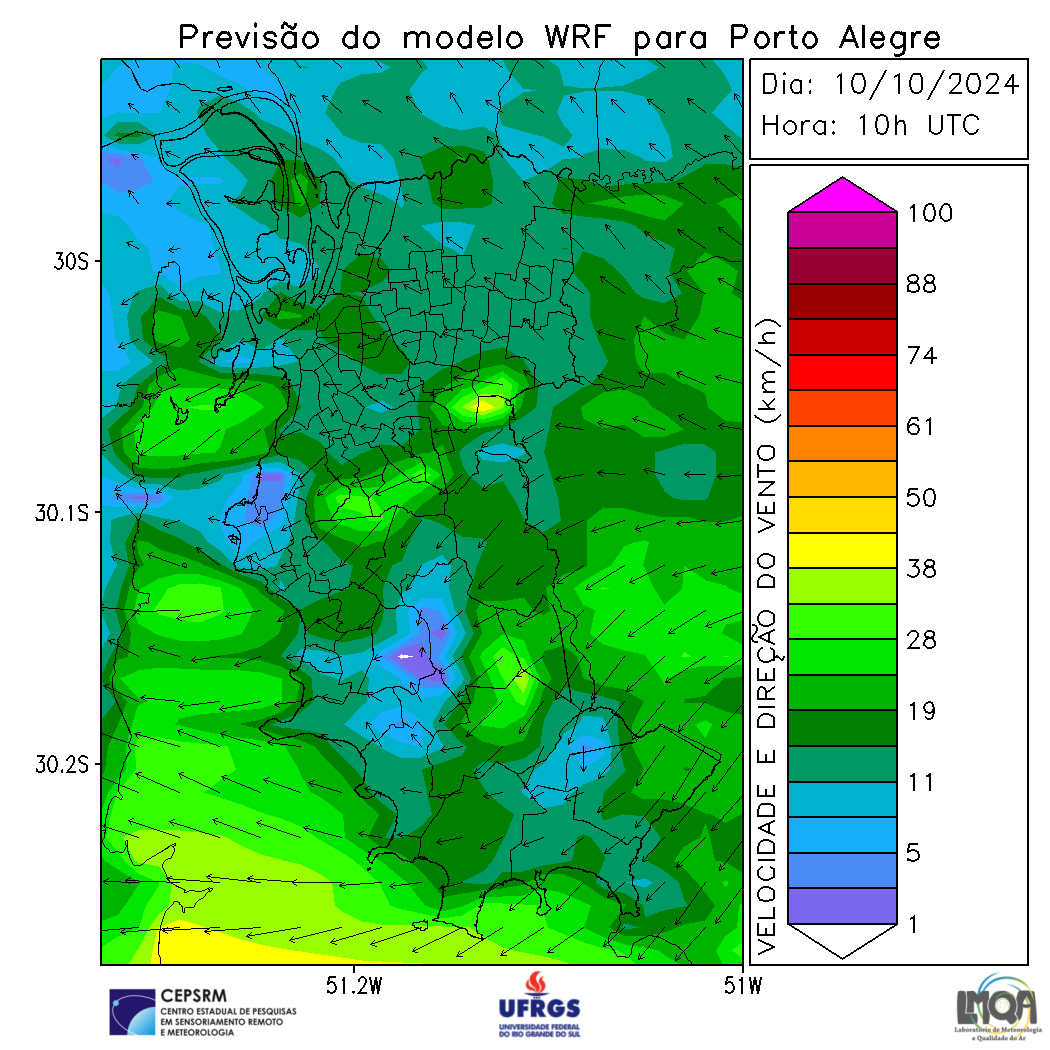 Previsão do modelo WRF para Porto Alegre
Dia: 10/10/2024
Hora: 10h UTC
30S
30.1S
30.2S
51.2W
51W
VELOCIDADE E DIREÇÃO DO VENTO (km/h)
100
88
74
61
50
38
28
19
11
5
1
CEPSRM
CENTRO ESTADUAL DE PESQUISAS
EM SENSORIAMENTO REMOTO
E METEOROLOGIA
UFRGS
UNIVERSIDADE FEDERAL
DO RIO GRANDE DO SUL
LMQA
Laboratório de Meteorologia
e Qualidade do Ar